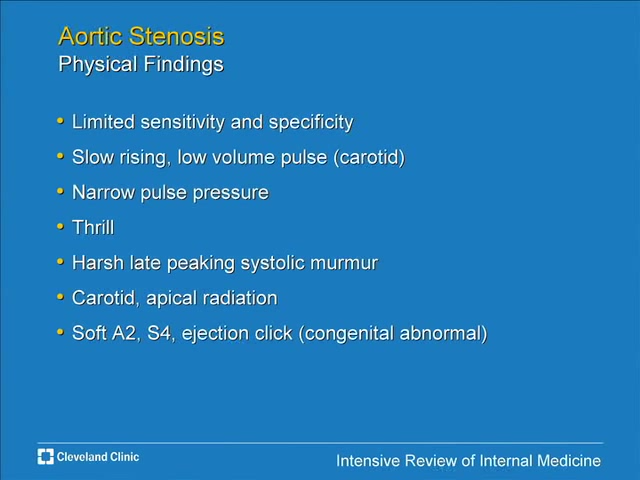 Aortic Stenosis
Physical Findings
• Limited sensitivity and specificity
• Slow rising, low volume pulse (carotid)
• Narrow pulse pressure
• Thrill
• Harsh late peaking systolic murmur
• Carotid, apical radiation
• Soft A2, S4, ejection click (congenital abnormal)
Cleveland Clinic
Intensive Review of Internal Medicine